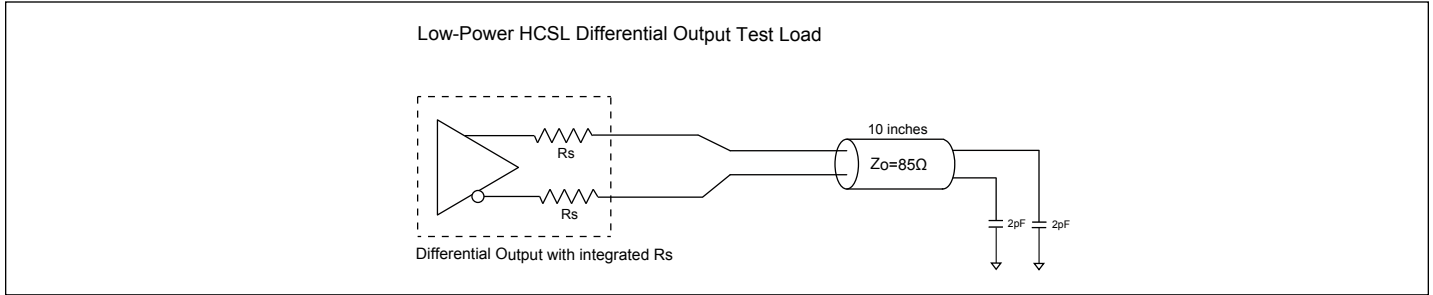 Low-Power HCSL Differential Output Test Load
10 inches
Rs
Zo=85Ω
Rs
2pF
2pF
Differential Output with integrated Rs